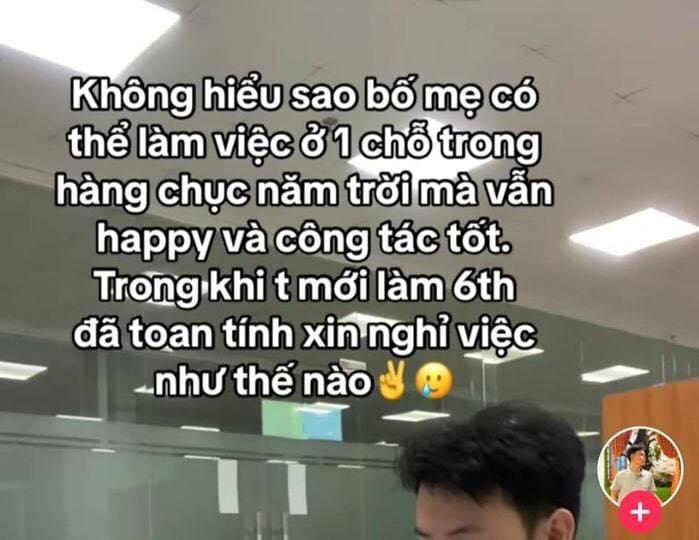 Không hiểu sao bố mẹ có
thể làm việc ở 1 chỗ trong
hàng chục năm trời mà vẫn
happy và công tác tốt.
Trong khi t mới làm 6th
đã toan tính xin nghỉ việc
như thế nào✌️🥲